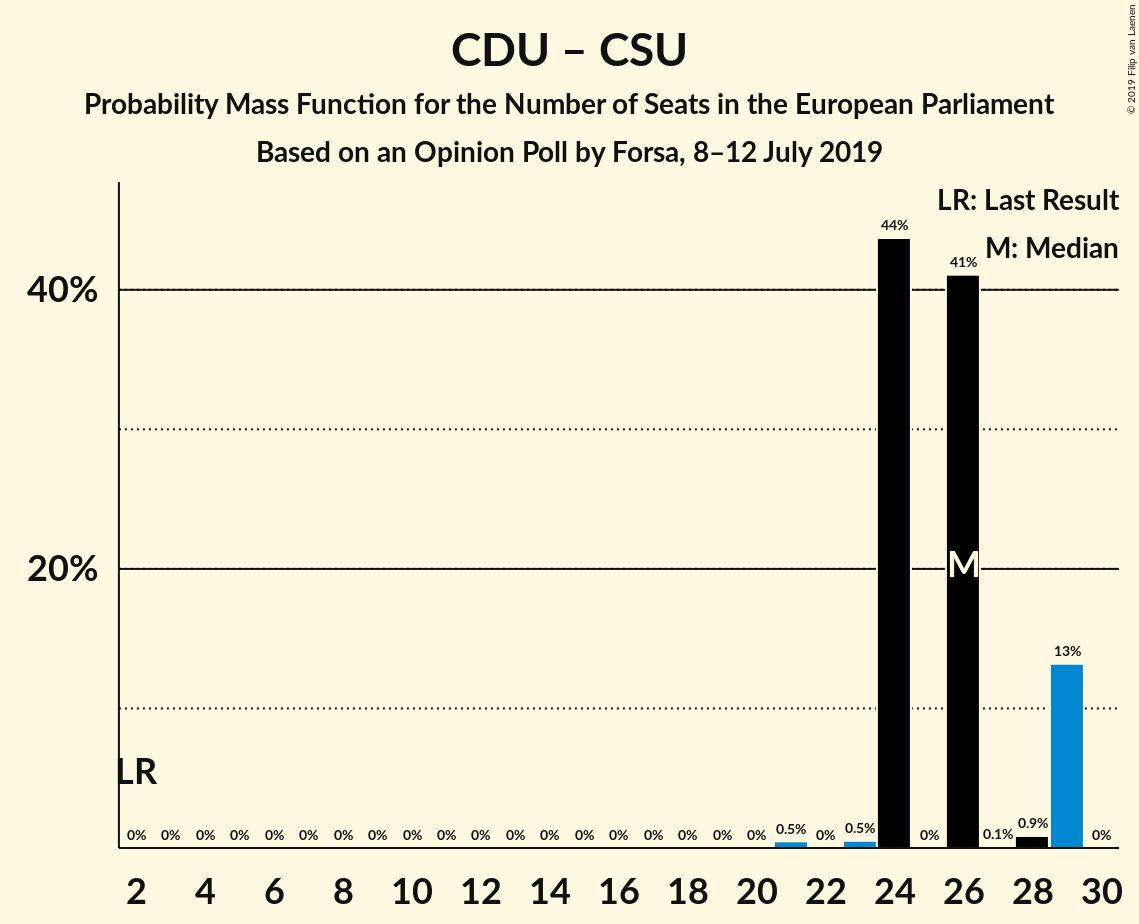 © 2019 Filip van Laenen
CDU – CSU
Probability Mass Function for the Number of Seats in the European Parliament
Based on an Opinion Poll by Forsa, 8–12 July 2019
LR: Last Result
M: Median
44%
41%
40%
20%
M
13%
LR
0% 0% 0% 0% 0% 0% 0% 0% 0% 0% 0% 0% 0% 0% 0% 0% 0% 0% 0% 0.5% 0% 0.5% 0% 0.1% 0.9% 0%
2 4 6 8 10 12 14 16 18 20 22 24 26 28 30